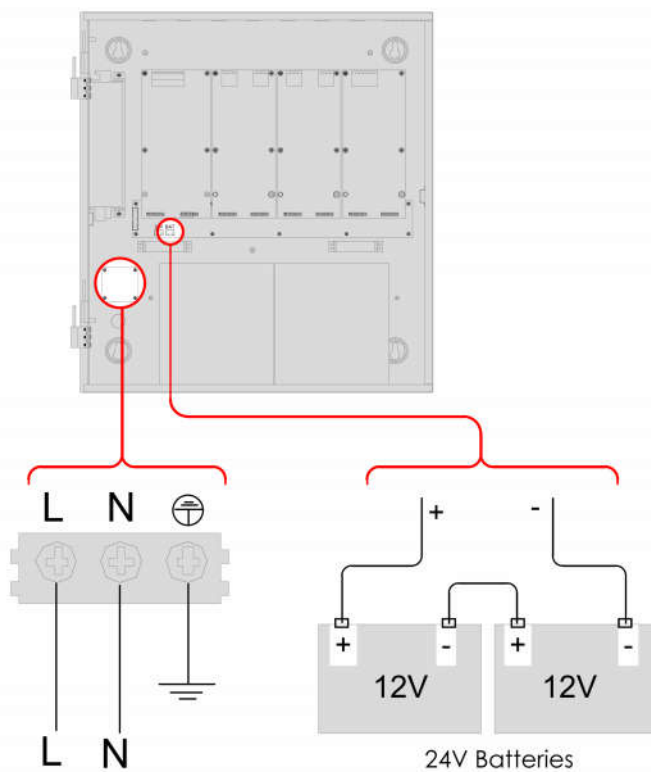 L N
+ -
+ - + -
12V 12V
L N
24V Batteries